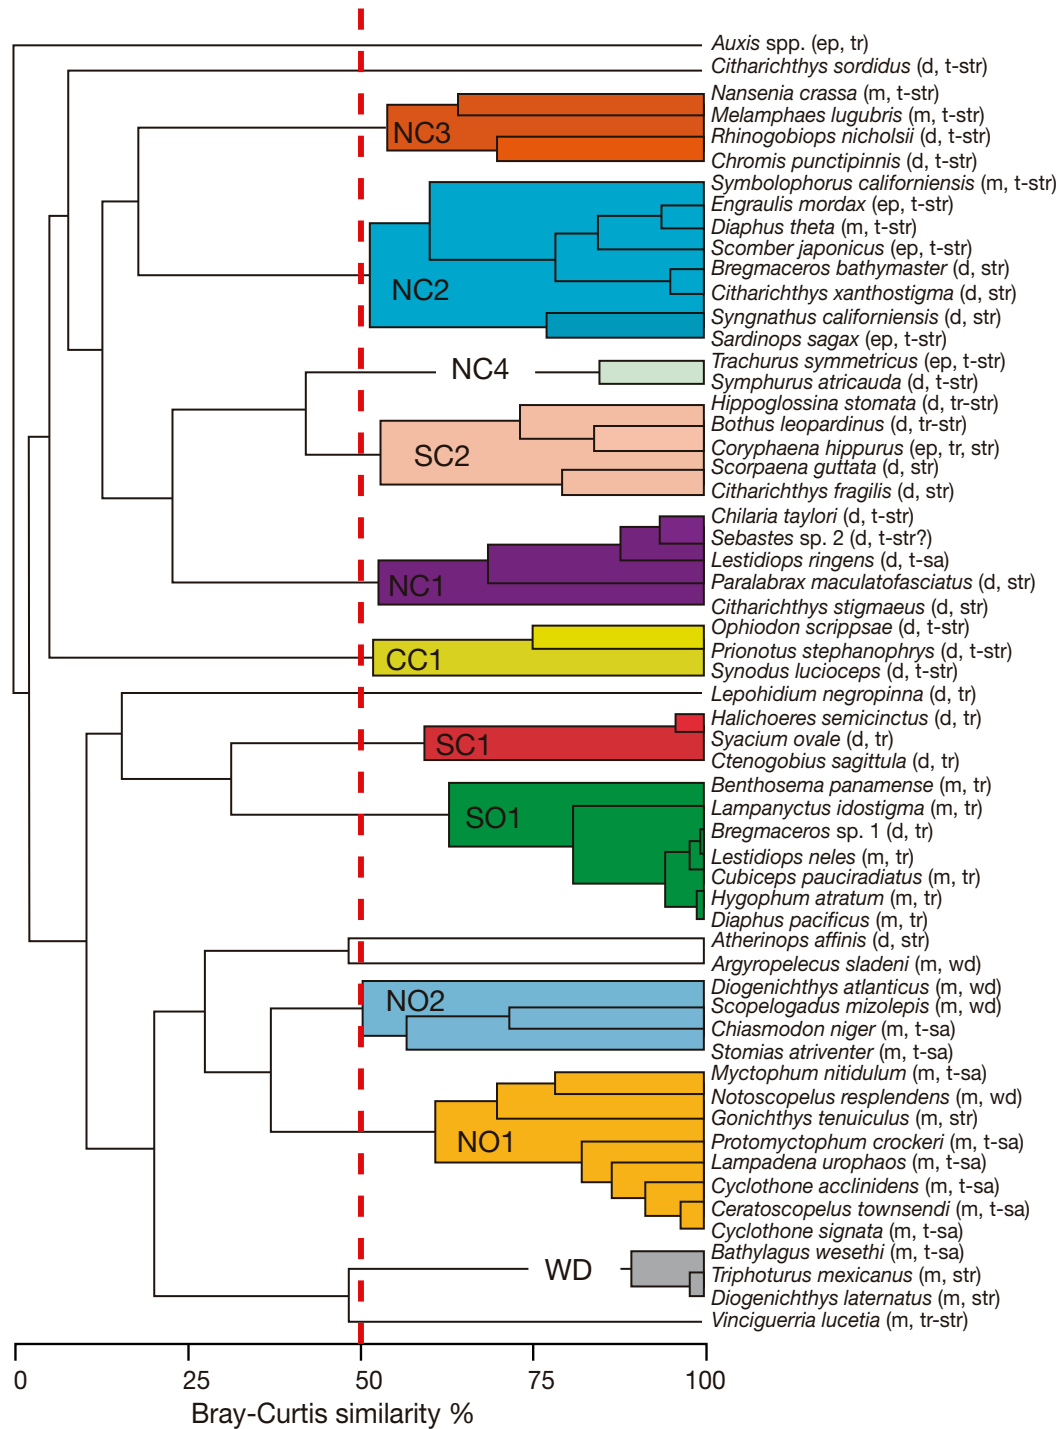 Auxis spp. (ep, tr)
Citharichthys sordidus (d, t-str)
Nansenia crassa (m, t-str)
Melamphaes lugubris (m, t-str)
NC3
Rhinogobiops nicholsii (d, t-str)
Chromis punctipinnis (d, t-str)
Symbolophorus californiensis (m, t-str)
Engraulis mordax (ep, t-str)
Diaphus theta (m, t-str)
Scomber japonicus (ep, t-str)
Bregmaceros bathymaster (d, str)
NC2
Citharichthys xanthostigma (d, str)
Syngnathus californiensis (d, str)
Sardinops sagax (ep, t-str)
Trachurus symmetricus (ep, t-str)
NC4
Symphurus atricauda (d, t-str)
Hippoglossina stomata (d, tr-str)
Bothus leopardinus (d, tr-str)
Coryphaena hippurus (ep, tr, str)
SC2
Scorpaena guttata (d, str)
Citharichthys fragilis (d, str)
Chilaria taylori (d, t-str)
Sebastes sp. 2 (d, t-str?)
Lestidiops ringens (d, t-sa)
NC1
Paralabrax maculatofasciatus (d, str)
Citharichthys stigmaeus (d, str)
Ophiodon scrippsae (d, t-str)
Prionotus stephanophrys (d, t-str)
CC1
Synodus lucioceps (d, t-str)
Lepohidium negropinna (d, tr)
Halichoeres semicinctus (d, tr)
SC1
Syacium ovale (d, tr)
Ctenogobius sagittula (d, tr)
Benthosema panamense (m, tr)
Lampanyctus idostigma (m, tr)
SO1
Bregmaceros sp. 1 (d, tr)
Lestidiops neles (m, tr)
Cubiceps pauciradiatus (m, tr)
Hygophum atratum (m, tr)
Diaphus pacificus (m, tr)
Atherinops affinis (d, str)
Argyropelecus sladeni (m, wd)
Diogenichthys atlanticus (m, wd)
NO2
Scopelogadus mizolepis (m, wd)
Chiasmodon niger (m, t-sa)
Stomias atriventer (m, t-sa)
Myctophum nitidulum (m, t-sa)
Notoscopelus resplendens (m, wd)
Gonichthys tenuiculus (m, str)
NO1
Protomyctophum crockeri (m, t-sa)
Lampadena urophaos (m, t-sa)
Cyclothone acclinidens (m, t-sa)
Ceratoscopelus townsendi (m, t-sa)
Cyclothone signata (m, t-sa)
Bathylagus wesethi (m, t-sa)
WD
Triphoturus mexicanus (m, str)
Diogenichthys laternatus (m, str)
Vinciguerria lucetia (m, tr-str)
0 25 50 75 100
Bray-Curtis similarity %